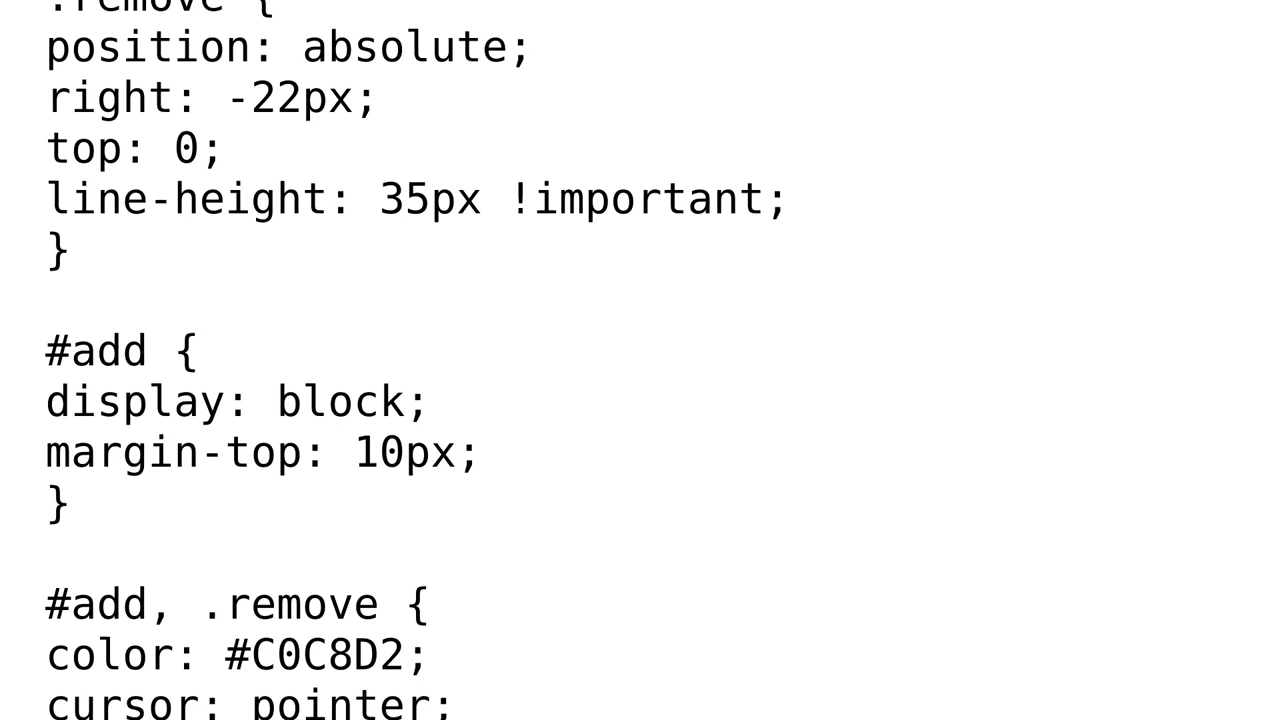 .remove {
position: absolute;
right: -22px;
top: 0;
line-height: 35px !important;
}

#add {
display: block;
margin-top: 10px;
}

#add, .remove {
color: #C0C8D2;
cursor: pointer;